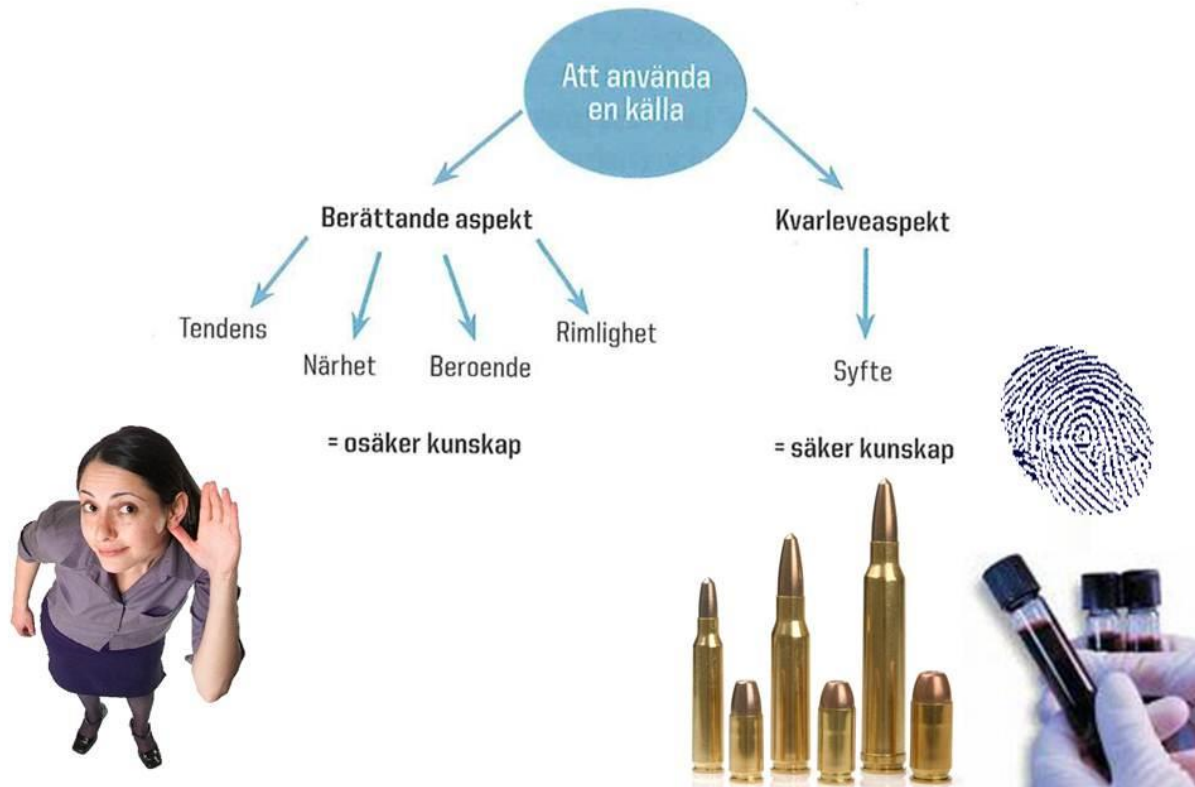 Att använda
en källa
Berättande aspekt
Kvarleveaspekt
Tendens
Närhet
Beroende
Rimlighet
Syfte
= osäker kunskap
= säker kunskap